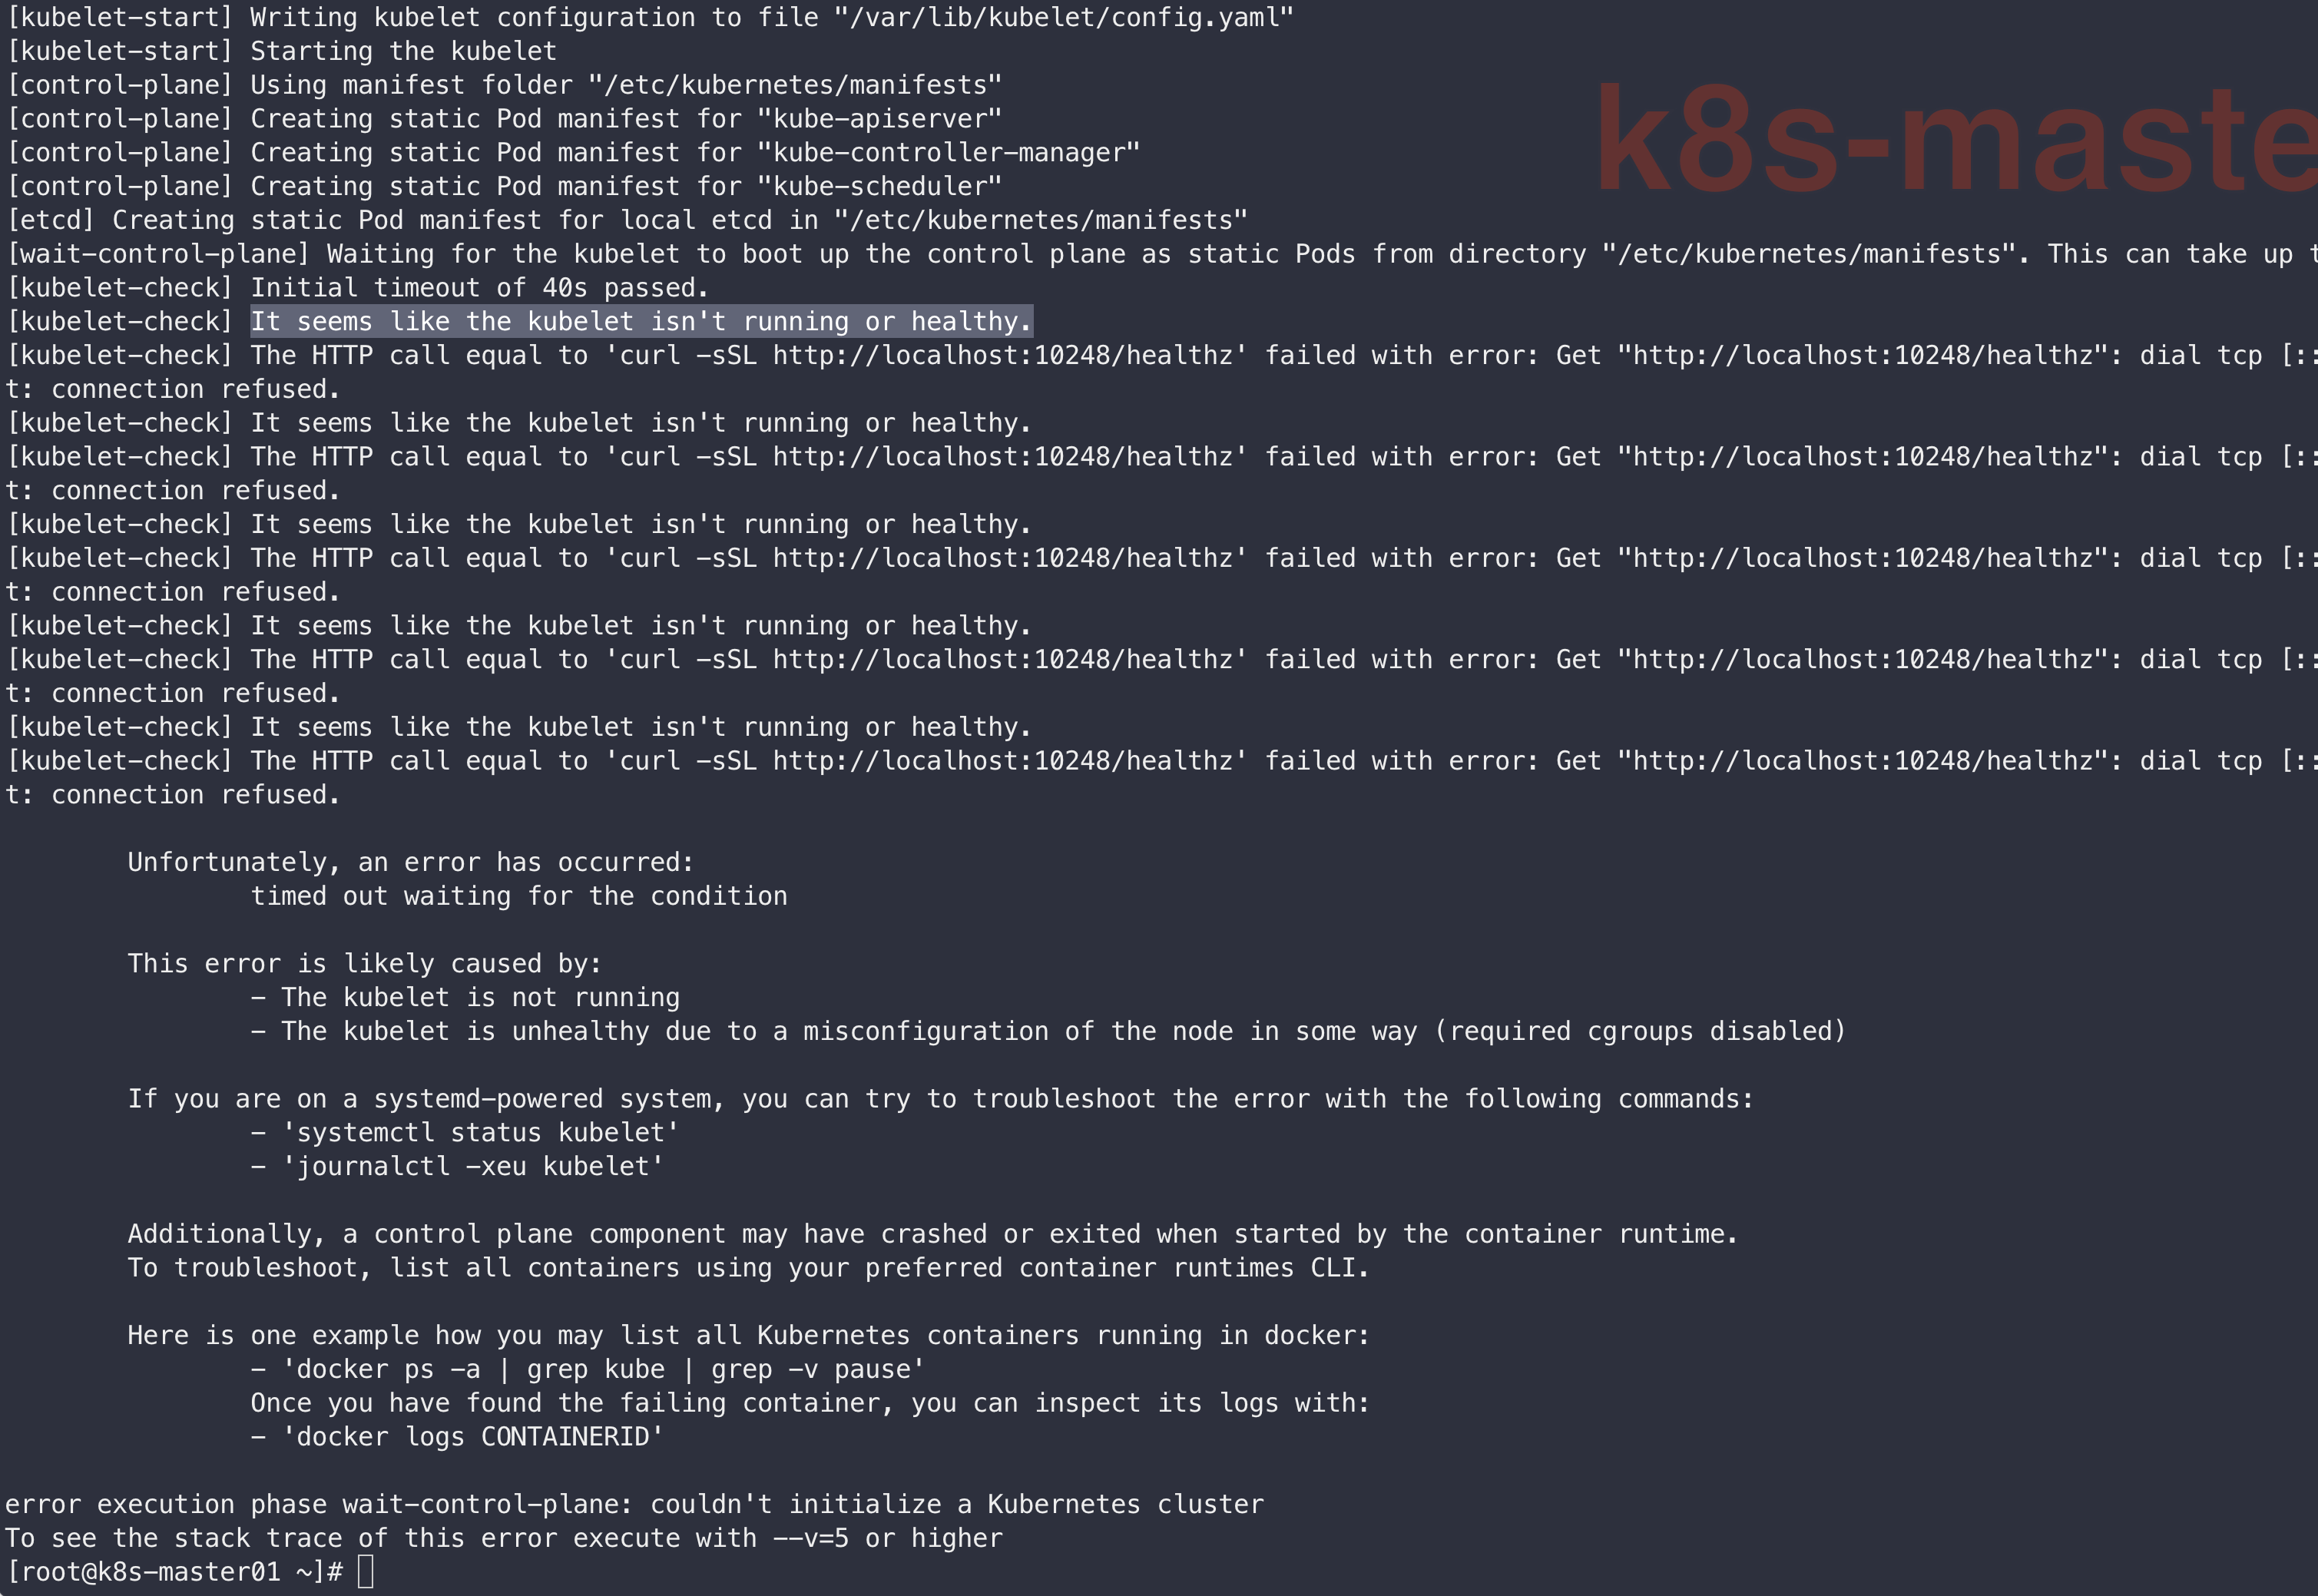 [kubelet-start] Writing kubelet configuration to file "/var/lib/kubelet/config.yaml"
[kubelet-start] Starting the kubelet
[control-plane] Using manifest folder "/etc/kubernetes/manifests"
[control-plane] Creating static Pod manifest for "kube-apiserver"
[control-plane] Creating static Pod manifest for "kube-controller-manager"
[control-plane] Creating static Pod manifest for "kube-scheduler"
k8s-maste
[etcd] Creating static Pod manifest for local etcd in "/etc/kubernetes/manifests"
[wait-control-plane] Waiting for the kubelet to boot up the control plane as static Pods from directory "/etc/kubernetes/manifests". This can take up t
[kubelet-check] Initial timeout of 40s passed.
[kubelet-check] It seems like the kubelet isn't running or healthy.
[kubelet-check] The HTTP call equal to 'curl -sSL http://localhost:10248/healthz' failed with error: Get "http://localhost:10248/healthz": dial tcp [::
t: connection refused.
[kubelet-check] It seems like the kubelet isn't running or healthy.
[kubelet-check] The HTTP call equal to 'curl -sSL http://localhost:10248/healthz' failed with error: Get "http://localhost:10248/healthz": dial tcp [::
t: connection refused.
[kubelet-check] It seems like the kubelet isn't running or healthy.
[kubelet-check] The HTTP call equal to 'curl -sSL http://localhost:10248/healthz' failed with error: Get "http://localhost:10248/healthz": dial tcp [::
t: connection refused.
[kubelet-check] It seems like the kubelet isn't running or healthy.
[kubelet-check] The HTTP call equal to 'curl -sSL http://localhost:10248/healthz' failed with error: Get "http://localhost:10248/healthz": dial tcp [::
t: connection refused.
[kubelet-check] It seems like the kubelet isn't running or healthy.
[kubelet-check] The HTTP call equal to 'curl -sSL http://localhost:10248/healthz' failed with error: Get "http://localhost:10248/healthz": dial tcp [::
t: connection refused.
Unfortunately, an error has occurred:
timed out waiting for the condition
This error is likely caused by:
- The kubelet is not running
- The kubelet is unhealthy due to a misconfiguration of the node in some way (required cgroups disabled)
If you are on a systemd-powered system, you can try to troubleshoot the error with the following commands:
- 'systemctl status kubelet'
- 'journalctl -xeu kubelet'
Additionally, a control plane component may have crashed or exited when started by the container runtime.
To troubleshoot, list all containers using your preferred container runtimes CLI.
Here is one example how you may list all Kubernetes containers running in docker:
- 'docker ps -a | grep kube | grep -v pause'
Once you have found the failing container, you can inspect its logs with:
- 'docker logs CONTAINERID'
error execution phase wait-control-plane: couldn't initialize a Kubernetes cluster
To see the stack trace of this error execute with --v=5 or higher
[root@k8s-master01 ~]#